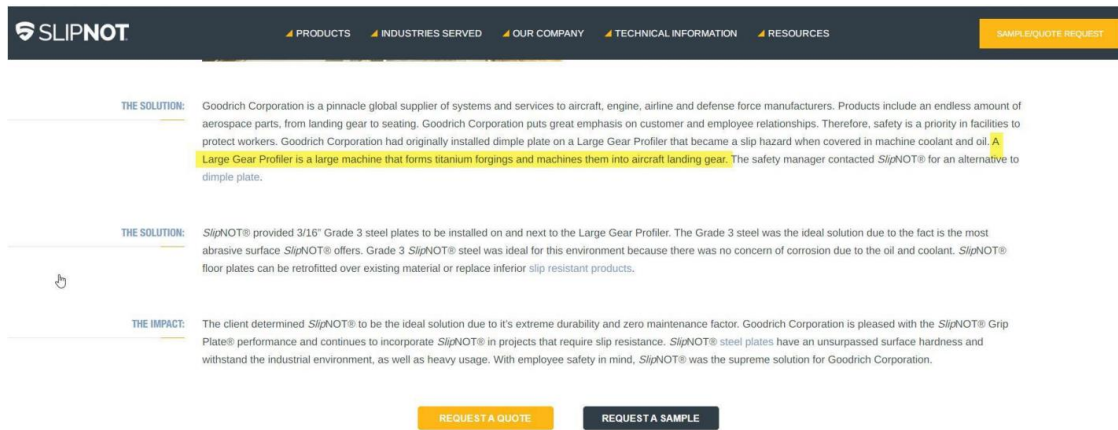 SLIPNOT
PRODUCTS INDUSTRIES SERVED OUR COMPANY TECHNICAL INFORMATION RESOURCES
SAMPLE/QUOTE REQUEST
THE SOLUTION:
Goodrich Corporation is a pinnacle global supplier of systems and services to aircraft, engine, airline and defense force manufacturers. Products include an endless amount of
aerospace parts, from landing gear to seating. Goodrich Corporation puts great emphasis on customer and employee relationships. Therefore, safety is a priority in facilities to
protect workers. Goodrich Corporation had originally installed dimple plate on a Large Gear Profiler that became a slip hazard when covered in machine coolant and oil. A
Large Gear Profiler is a large machine that forms titanium forgings and machines them into aircraft landing gear. The safety manager contacted SlipNOT® for an alternative to
dimple plate.
THE SOLUTION:
SlipNOT® provided 3/16" Grade 3 steel plates to be installed on and next to the Large Gear Profiler. The Grade 3 steel was the ideal solution due to the fact is the most
abrasive surface SlipNOT® offers. Grade 3 SlipNOT® steel was ideal for this environment because there was no concern of corrosion due to the oil and coolant. SlipNOT®
floor plates can be retrofitted over existing material or replace inferior slip resistant products.
THE IMPACT:
The client determined SlipNOT® to be the ideal solution due to it's extreme durability and zero maintenance factor. Goodrich Corporation is pleased with the SlipNOT® Grip
Plate® performance and continues to incorporate SlipNOT® in projects that require slip resistance. SlipNOT® steel plates have an unsurpassed surface hardness and
withstand the industrial environment, as well as heavy usage. With employee safety in mind, SlipNOT® was the supreme solution for Goodrich Corporation.
REQUEST A QUOTE
REQUEST A SAMPLE